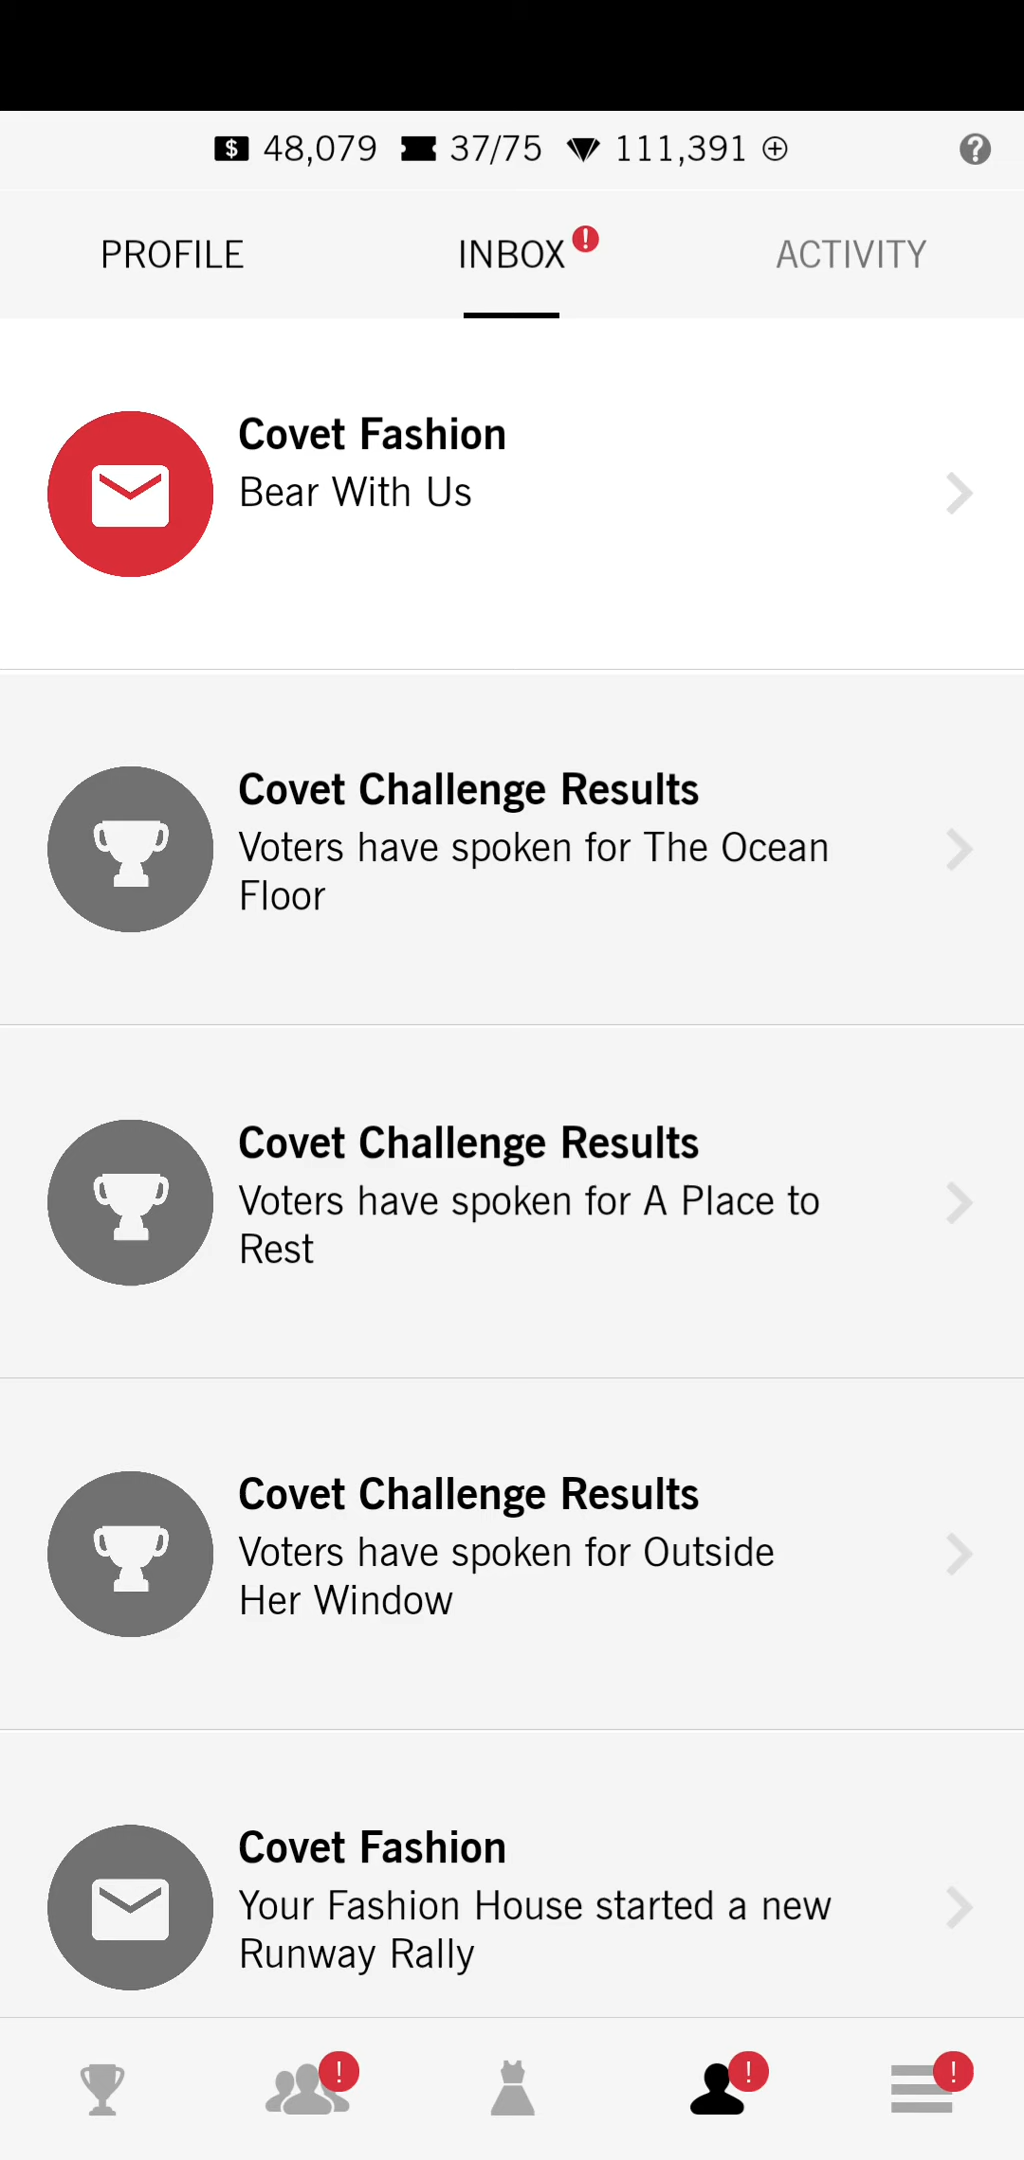 48,079 37/75 111,391
PROFILE INBOX ACTIVITY
Covet Fashion
Bear With Us
Covet Challenge Results
Voters have spoken for The Ocean
Floor
Covet Challenge Results
Voters have spoken for A Place to
Rest
Covet Challenge Results
Voters have spoken for Outside
Her Window
Covet Fashion
Your Fashion House started a new
Runway Rally